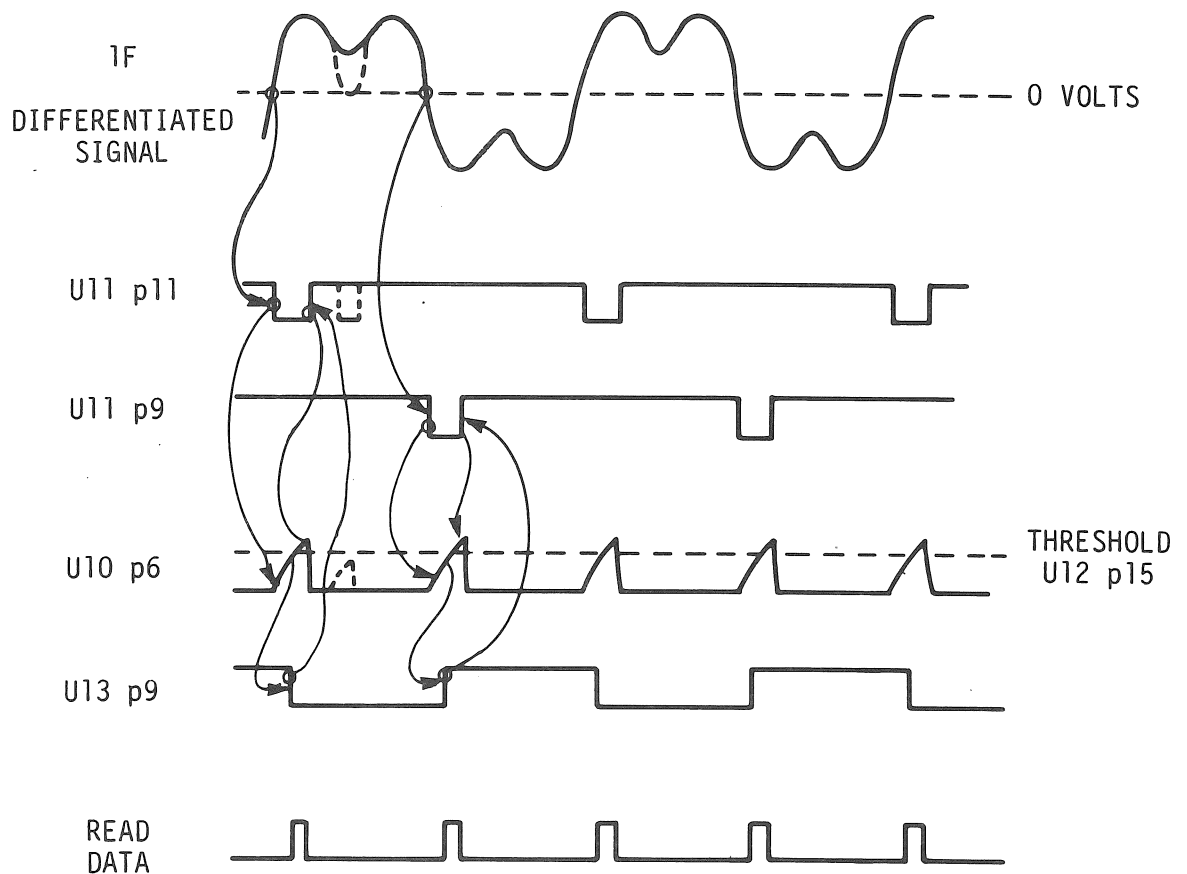 1F
DIFFERENTIATED
SIGNAL
0 VOLTS
U11 p11
U11 p9
U10 p6
THRESHOLD
U12 p15
U13 p9
READ
DATA